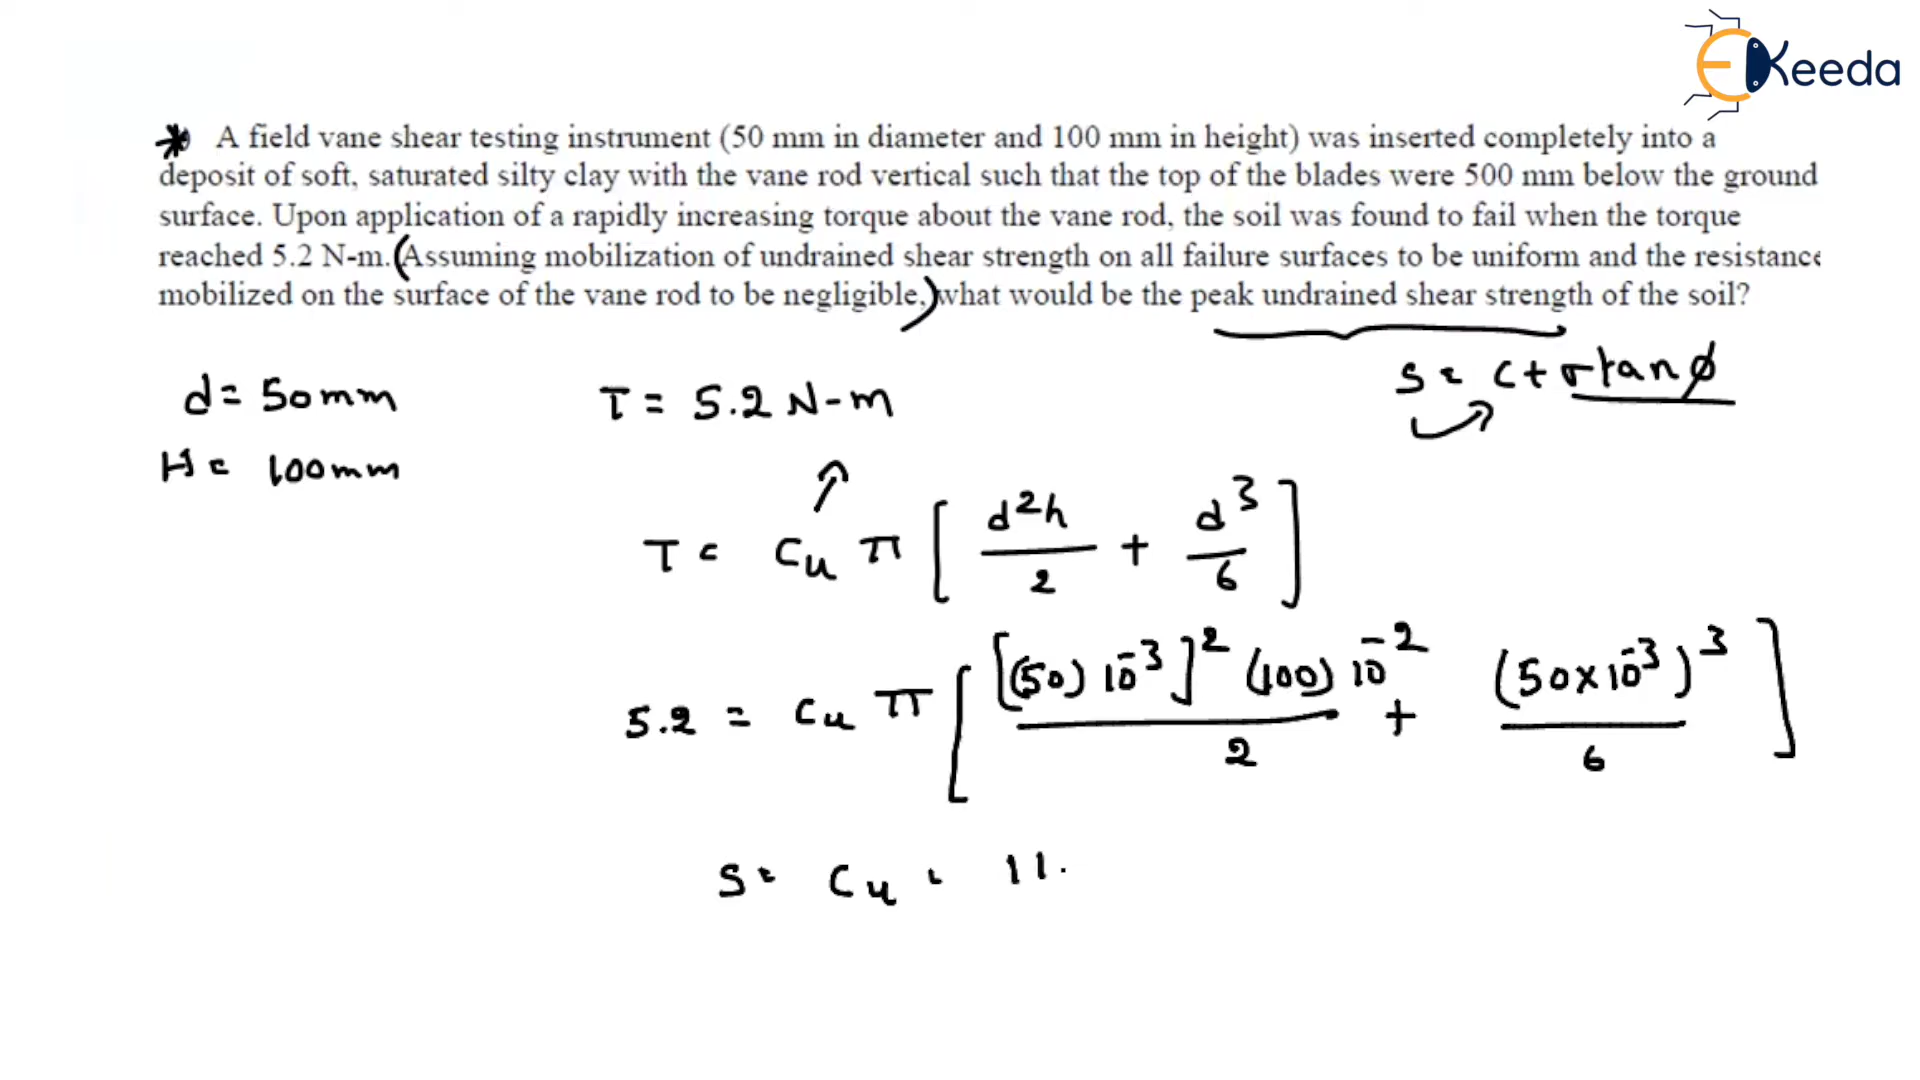 EKeeda
* A field vane shear testing instrument (50 mm in diameter and 100 mm in height) was inserted completely into a
deposit of soft, saturated silty clay with the vane rod vertical such that the top of the blades were 500 mm below the ground
surface. Upon application of a rapidly increasing torque about the vane rod, the soil was found to fail when the torque
reached 5.2 N-m. (Assuming mobilization of undrained shear strength on all failure surfaces to be uniform and the resistance
mobilized on the surface of the vane rod to be negligible,) what would be the peak undrained shear strength of the soil?
S = C + σ tan φ
d = 50mm T = 5.2 N-m
H = 100mm
T = Cu π [ d²h/2 + d³/6 ]
5.2 = Cu π [ [(50) 10⁻³]² (100) 10⁻² / 2 + (50×10⁻³)³ / 6 ]
S = Cu = 11.